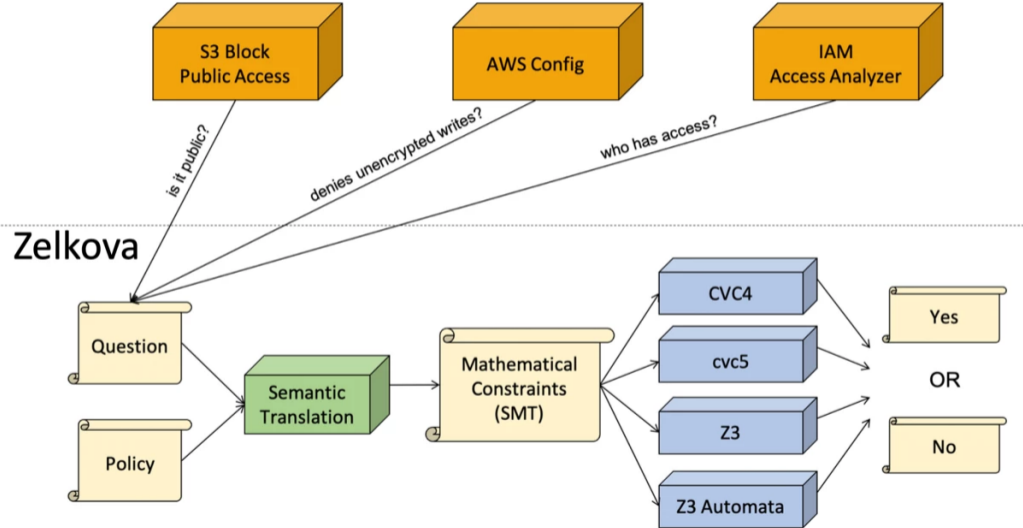 S3 Block
Public Access
AWS Config
IAM
Access Analyzer
is it public?
denies unencrypted writes?
who has access?
Zelkova
Question
Policy
Semantic
Translation
Mathematical
Constraints
(SMT)
CVC4
cvc5
Z3
Z3 Automata
Yes
OR
No